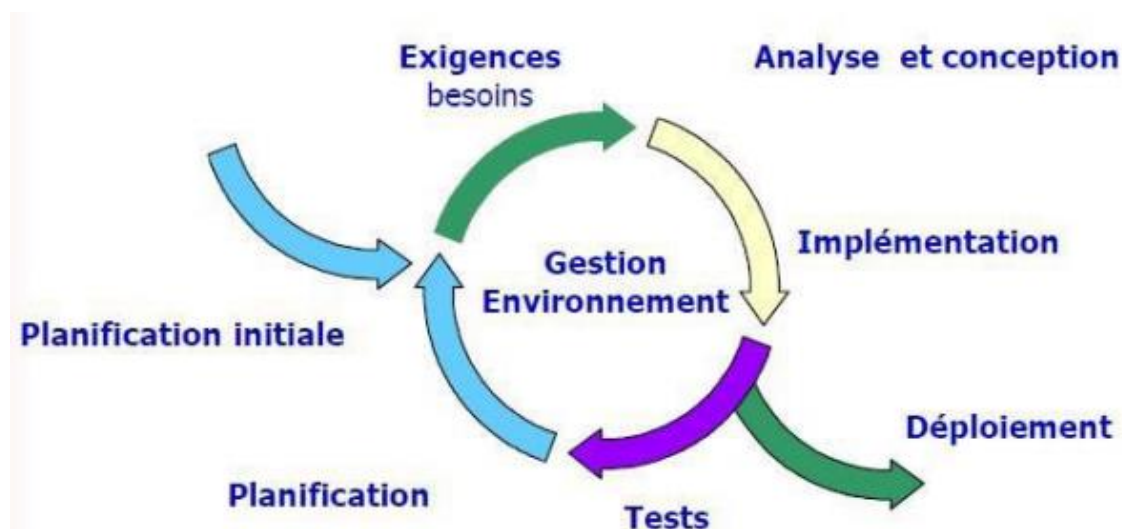 Exigences
besoins
Analyse et conception
Implémentation
Gestion
Environnement
Planification initiale
Déploiement
Planification
Tests